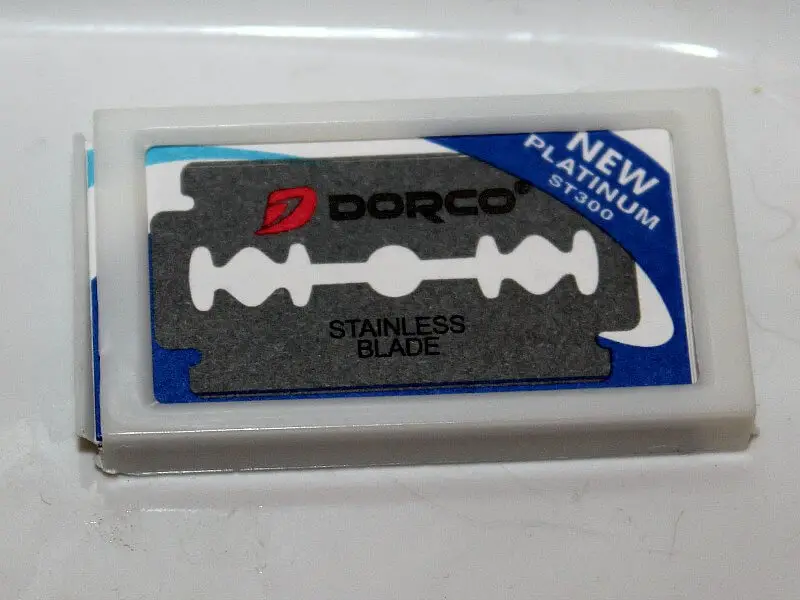 NEW
PLATINUM
ST300
DORCO®
STAINLESS
BLADE